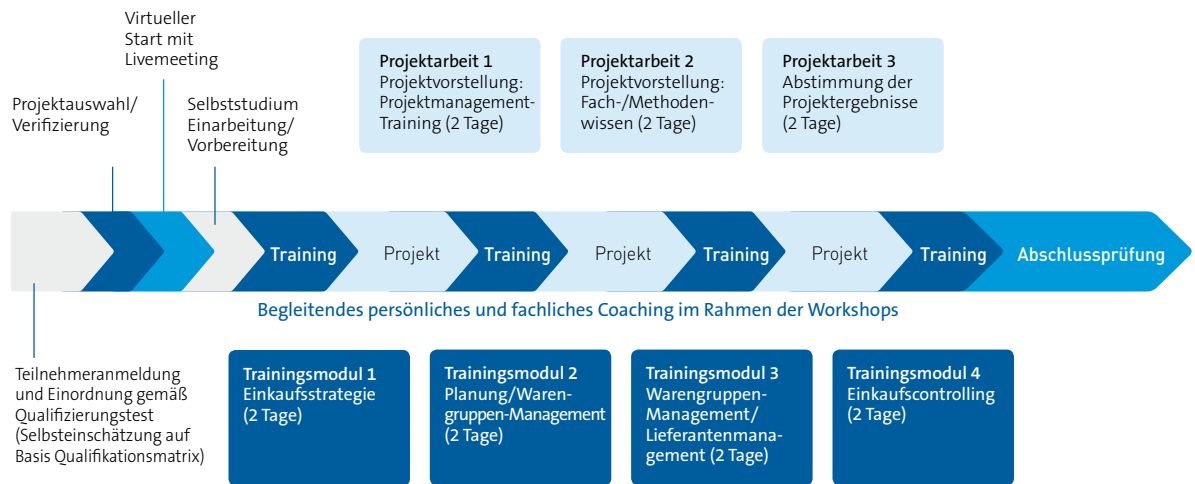 Virtueller
Start mit
Livemeeting
Projektauswahl/
Verifizierung
Selbststudium
Einarbeitung/
Vorbereitung
Projektarbeit 1
Projektvorstellung:
Projektmanagement-
Training (2 Tage)
Projektarbeit 2
Projektvorstellung:
Fach-/Methoden-
wissen (2 Tage)
Projektarbeit 3
Abstimmung der
Projektergebnisse
(2 Tage)
Training
Projekt
Training
Projekt
Training
Projekt
Training
Abschlussprüfung
Begleitendes persönliches und fachliches Coaching im Rahmen der Workshops
Teilnehmeranmeldung
und Einordnung gemäß
Qualifizierungstest
(Selbsteinschätzung auf
Basis Qualifikationsmatrix)
Trainingsmodul 1
Einkaufsstrategie
(2 Tage)
Trainingsmodul 2
Planung/Waren-
gruppen-Management
(2 Tage)
Trainingsmodul 3
Warengruppen-
Management/
Lieferantenmana-
gement (2 Tage)
Trainingsmodul 4
Einkaufscontrolling
(2 Tage)